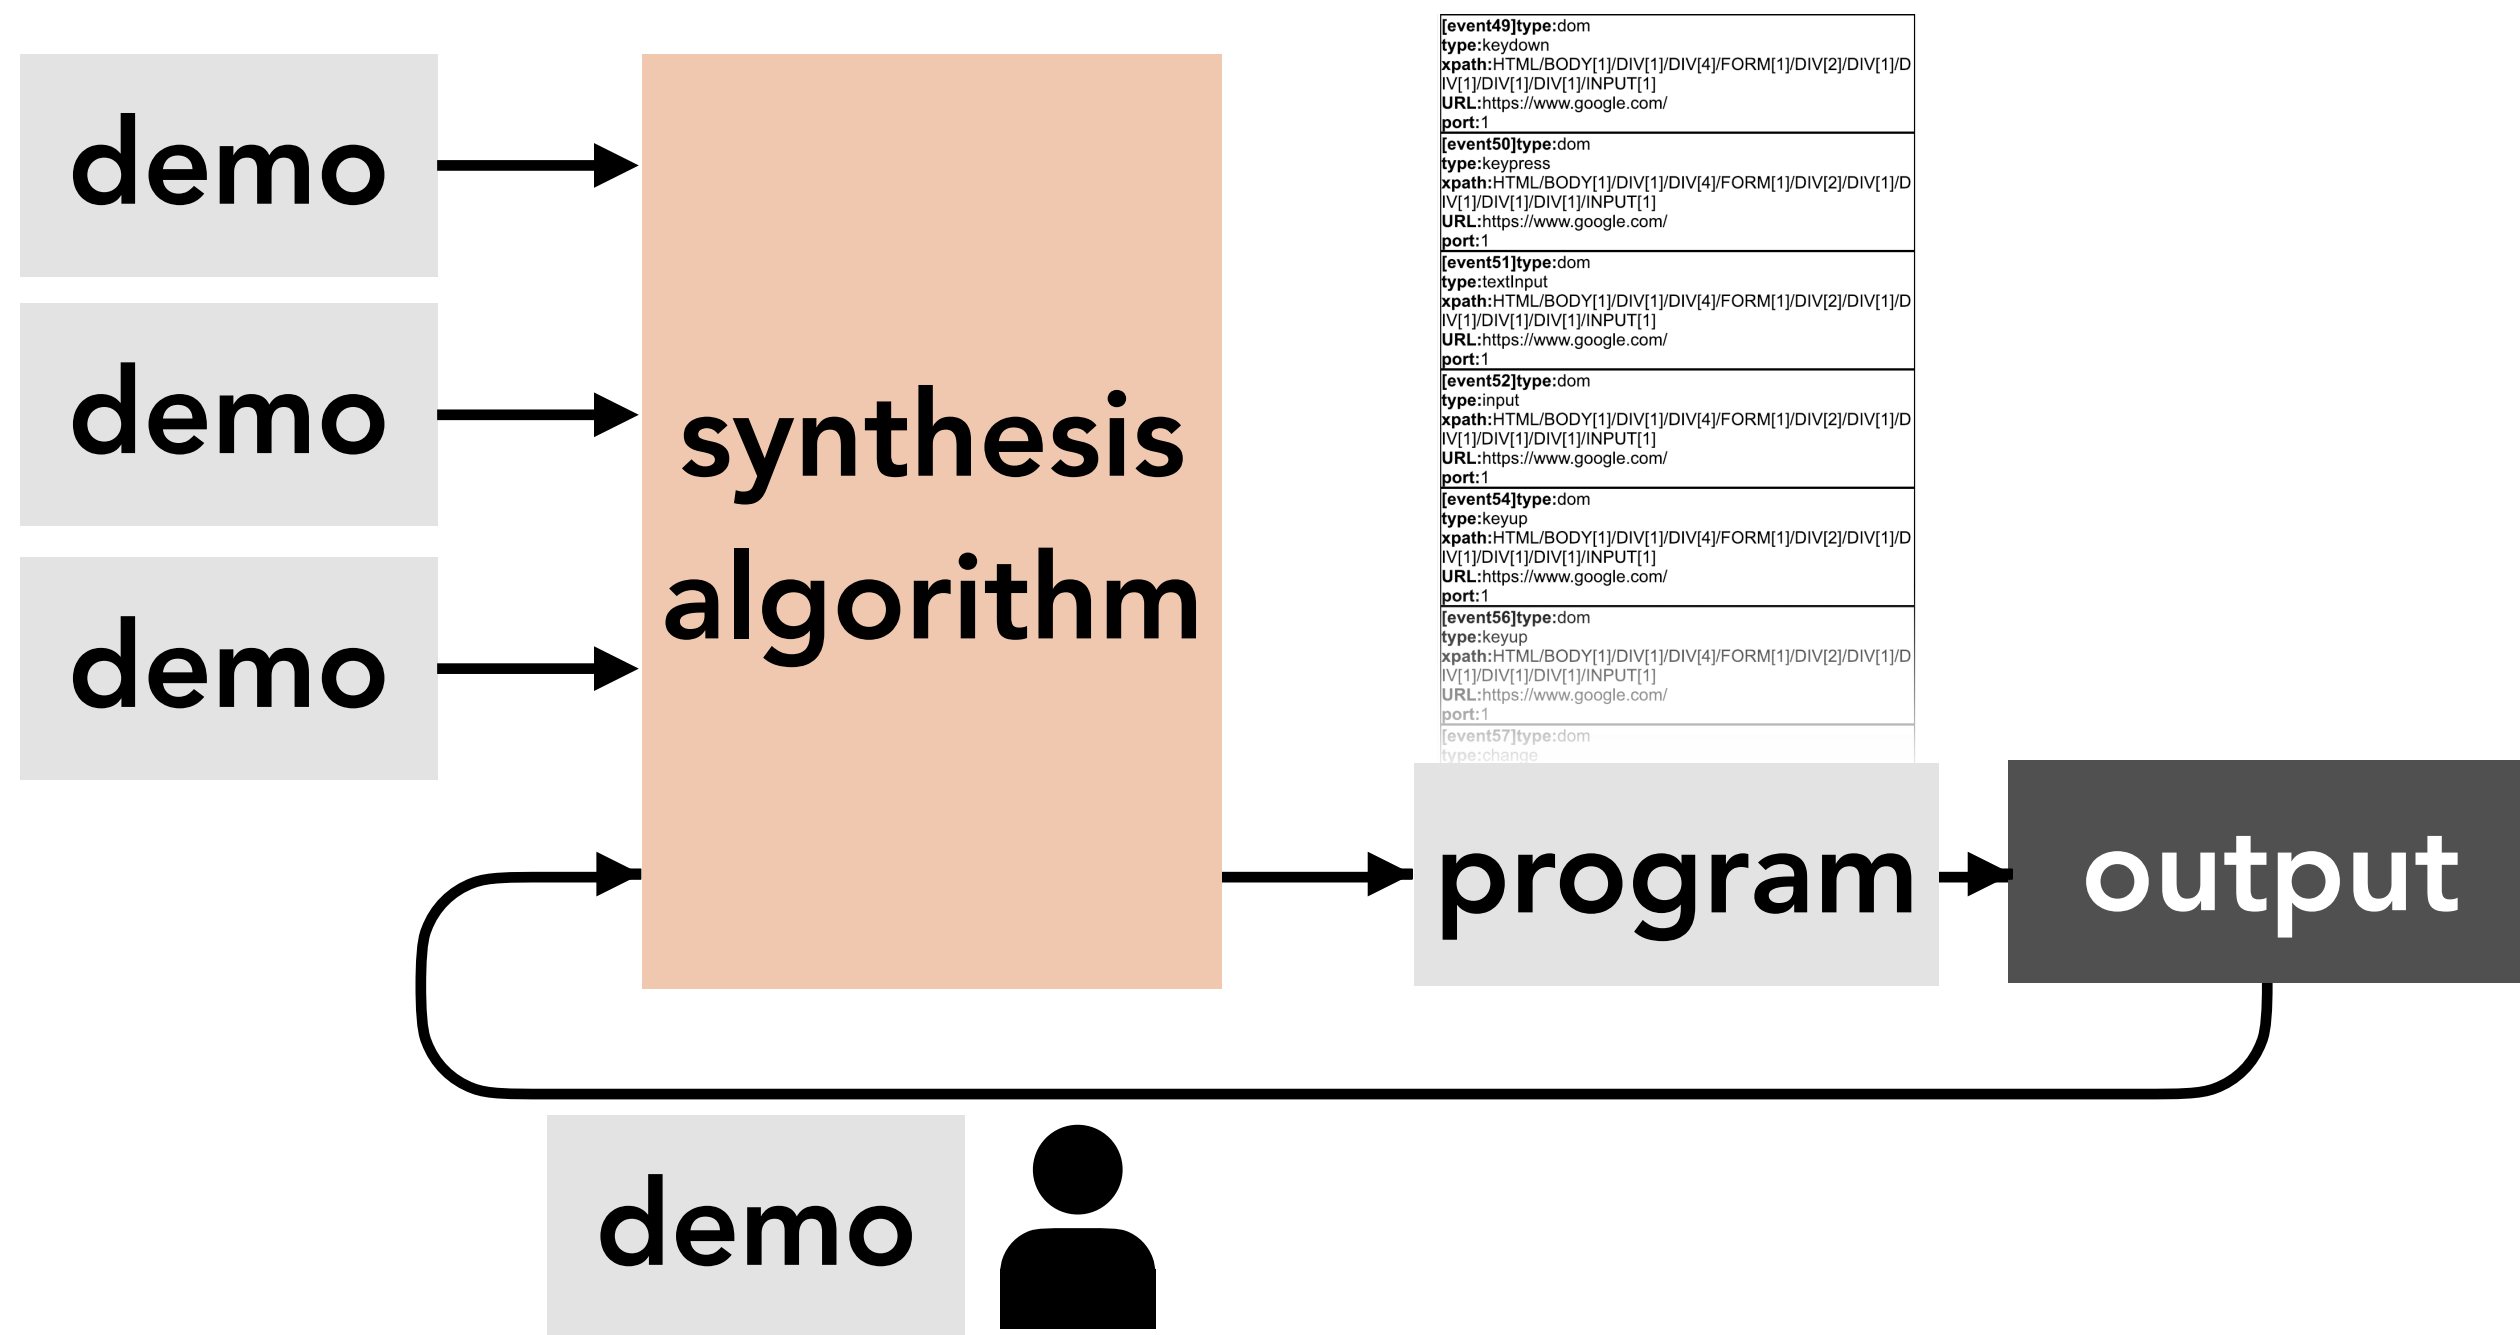 demo
demo
demo
synthesis
algorithm
[event49]type:dom
type:keydown
xpath:HTML/BODY[1]/DIV[1]/DIV[4]/FORM[1]/DIV[2]/DIV[1]/D
IV[1]/DIV[1]/DIV[1]/INPUT[1]
URL:https://www.google.com/
port:1
[event50]type:dom
type:keypress
xpath:HTML/BODY[1]/DIV[1]/DIV[4]/FORM[1]/DIV[2]/DIV[1]/D
IV[1]/DIV[1]/DIV[1]/INPUT[1]
URL:https://www.google.com/
port:1
[event51]type:dom
type:textInput
xpath:HTML/BODY[1]/DIV[1]/DIV[4]/FORM[1]/DIV[2]/DIV[1]/D
IV[1]/DIV[1]/DIV[1]/INPUT[1]
URL:https://www.google.com/
port:1
[event52]type:dom
type:input
xpath:HTML/BODY[1]/DIV[1]/DIV[4]/FORM[1]/DIV[2]/DIV[1]/D
IV[1]/DIV[1]/DIV[1]/INPUT[1]
URL:https://www.google.com/
port:1
[event54]type:dom
type:keyup
xpath:HTML/BODY[1]/DIV[1]/DIV[4]/FORM[1]/DIV[2]/DIV[1]/D
IV[1]/DIV[1]/DIV[1]/INPUT[1]
URL:https://www.google.com/
port:1
[event56]type:dom
type:keyup
xpath:HTML/BODY[1]/DIV[1]/DIV[4]/FORM[1]/DIV[2]/DIV[1]/D
IV[1]/DIV[1]/DIV[1]/INPUT[1]
URL:https://www.google.com/
port:1
[event57]type:dom
type:change
program
output
demo